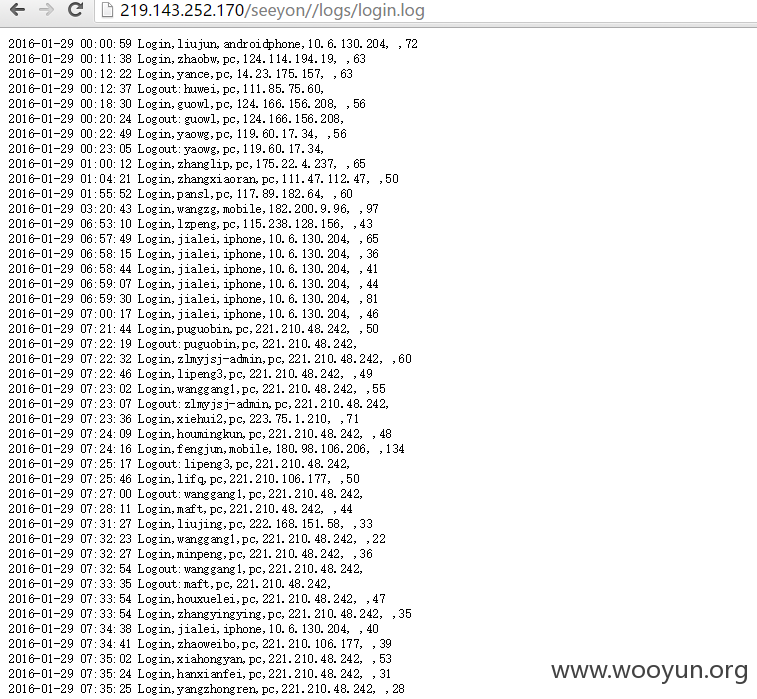 219.143.252.170/seeyon//logs/login.log
2016-01-29 00:00:59 Login,liujun,androidphone,10.6.130.204, ,72
2016-01-29 00:11:38 Login,zhaobw,pc,124.114.194.19, ,63
2016-01-29 00:12:22 Login,yance,pc,14.23.175.157, ,63
2016-01-29 00:12:37 Logout:huwei,pc,111.85.75.60,
2016-01-29 00:18:30 Login,guowl,pc,124.166.156.208, ,56
2016-01-29 00:20:24 Logout:guowl,pc,124.166.156.208,
2016-01-29 00:22:49 Login,yaowg,pc,119.60.17.34, ,56
2016-01-29 00:23:05 Logout:yaowg,pc,119.60.17.34,
2016-01-29 01:00:12 Login,zhanglip,pc,175.22.4.237, ,65
2016-01-29 01:04:21 Login,zhangxiaoran,pc,111.47.112.47, ,50
2016-01-29 01:55:52 Login,pansl,pc,117.89.182.64, ,60
2016-01-29 03:20:43 Login,wangzg,mobile,182.200.9.96, ,97
2016-01-29 06:53:10 Login,lzpeng,pc,115.238.128.156, ,43
2016-01-29 06:57:49 Login,jialei,iphone,10.6.130.204, ,65
2016-01-29 06:58:15 Login,jialei,iphone,10.6.130.204, ,36
2016-01-29 06:58:44 Login,jialei,iphone,10.6.130.204, ,41
2016-01-29 06:59:07 Login,jialei,iphone,10.6.130.204, ,44
2016-01-29 06:59:30 Login,jialei,iphone,10.6.130.204, ,81
2016-01-29 07:00:17 Login,jialei,iphone,10.6.130.204, ,46
2016-01-29 07:21:44 Login,puguobin,pc,221.210.48.242, ,50
2016-01-29 07:22:19 Logout:puguobin,pc,221.210.48.242,
2016-01-29 07:22:32 Login,zlmyjsj-admin,pc,221.210.48.242, ,60
2016-01-29 07:22:46 Login,lipeng3,pc,221.210.48.242, ,49
2016-01-29 07:23:02 Login,wanggang1,pc,221.210.48.242, ,55
2016-01-29 07:23:07 Logout:zlmyjsj-admin,pc,221.210.48.242,
2016-01-29 07:23:36 Login,xiehui2,pc,223.75.1.210, ,71
2016-01-29 07:24:09 Login,houmingkun,pc,221.210.48.242, ,48
2016-01-29 07:24:16 Login,fengjun,mobile,180.98.106.206, ,134
2016-01-29 07:25:17 Logout:lipeng3,pc,221.210.48.242,
2016-01-29 07:25:46 Login,lifq,pc,221.210.106.177, ,50
2016-01-29 07:27:00 Logout:wanggang1,pc,221.210.48.242,
2016-01-29 07:28:11 Login,maft,pc,221.210.48.242, ,44
2016-01-29 07:31:27 Login,liujing,pc,222.168.151.58, ,33
2016-01-29 07:32:23 Login,wanggang1,pc,221.210.48.242, ,22
2016-01-29 07:32:27 Login,minpeng,pc,221.210.48.242, ,36
2016-01-29 07:32:54 Logout:wanggang1,pc,221.210.48.242,
2016-01-29 07:33:35 Logout:maft,pc,221.210.48.242,
2016-01-29 07:33:54 Login,houxuelei,pc,221.210.48.242, ,47
2016-01-29 07:33:54 Login,zhangyingying,pc,221.210.48.242, ,35
2016-01-29 07:34:38 Login,jialei,iphone,10.6.130.204, ,40
2016-01-29 07:34:41 Login,zhaoweibo,pc,221.210.106.177, ,39
2016-01-29 07:35:02 Login,xiahongyan,pc,221.210.48.242, ,53
2016-01-29 07:35:24 Login,hanxianfei,pc,221.210.48.242, ,31
2016-01-29 07:35:25 Login,yangzhongren,pc,221.210.48.242, ,28
www.wooyun.org